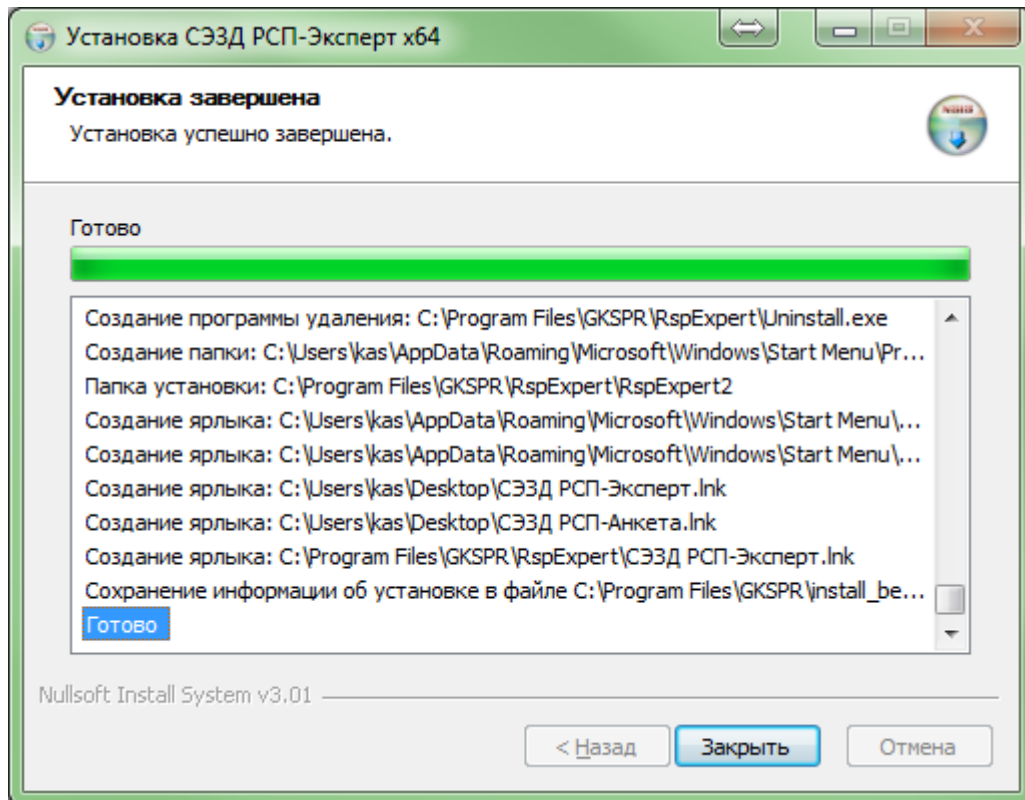 Установка СЭЗД РСП-Эксперт x64
Установка завершена
Установка успешно завершена.
Готово
Создание программы удаления: C:\Program Files\GKSPR\RspExpert\Uninstall.exe
Создание папки: C:\Users\kas\AppData\Roaming\Microsoft\Windows\Start Menu\Pr...
Папка установки: C:\Program Files\GKSPR\RspExpert\RspExpert2
Создание ярлыка: C:\Users\kas\AppData\Roaming\Microsoft\Windows\Start Menu\...
Создание ярлыка: C:\Users\kas\AppData\Roaming\Microsoft\Windows\Start Menu\...
Создание ярлыка: C:\Users\kas\Desktop\СЭЗД РСП-Эксперт.lnk
Создание ярлыка: C:\Users\kas\Desktop\СЭЗД РСП-Анкета.lnk
Создание ярлыка: C:\Program Files\GKSPR\RspExpert\СЭЗД РСП-Эксперт.lnk
Сохранение информации об установке в файле C:\Program Files\GKSPR\install_be...
Готово
Nullsoft Install System v3.01
< Назад Закрыть Отмена